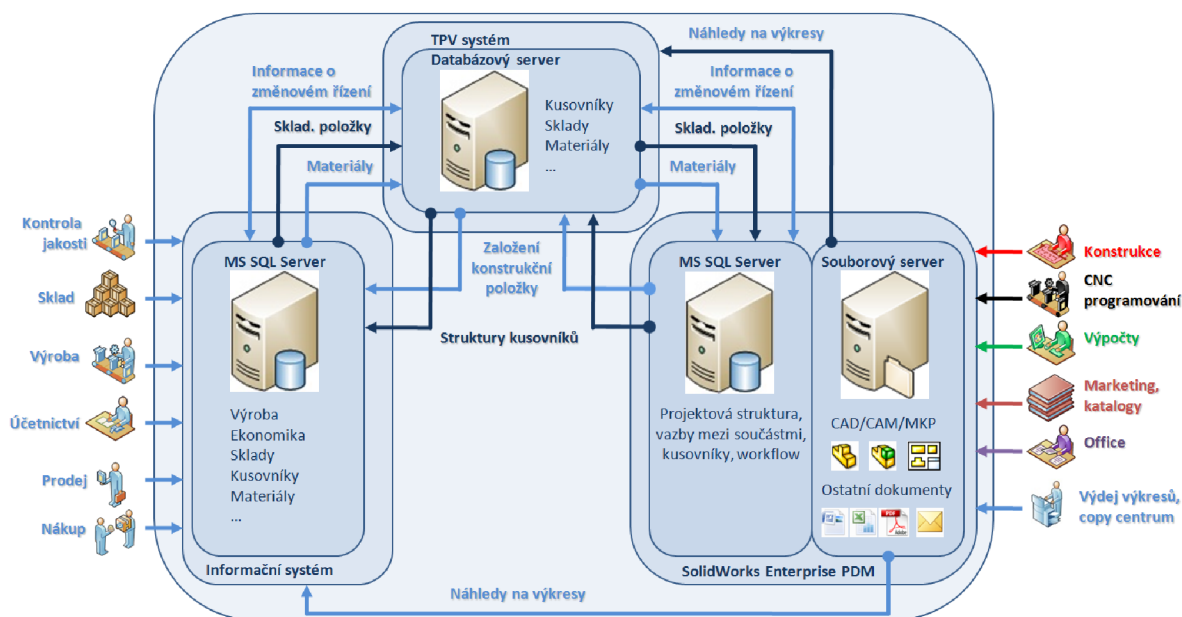 Náhledy na výkresy
TPV systém
Databázový server
Informace o
změnovém řízení
Informace o
změnovém řízení
Kusovníky
Sklady
Materiály
...
Sklad. položky
Sklad. položky
Materiály
Materiály
Kontrola
jakosti
Sklad
Výroba
Účetnictví
Prodej
Nákup
MS SQL Server
Výroba
Ekonomika
Sklady
Kusovníky
Materiály
...
Informační systém
Založení
konstrukční
položky
Struktury kusovníků
MS SQL Server
Projektová struktura,
vazby mezi součástmi,
kusovníky, workflow
Souborový server
CAD/CAM/MKP
Ostatní dokumenty
PDF
Adobe
SolidWorks Enterprise PDM
Konstrukce
CNC
programování
Výpočty
Marketing,
katalogy
Office
Výdej výkresů,
copy centrum
Náhledy na výkresy